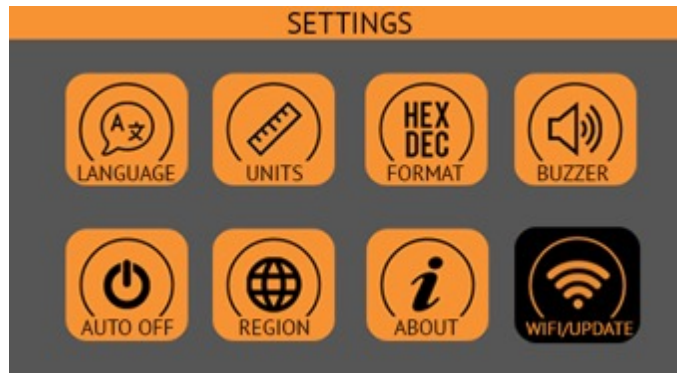 SETTINGS
A 文
LANGUAGE
UNITS
HEX
DEC
FORMAT
BUZZER
AUTO OFF
REGION
i
ABOUT
WIFI/UPDATE